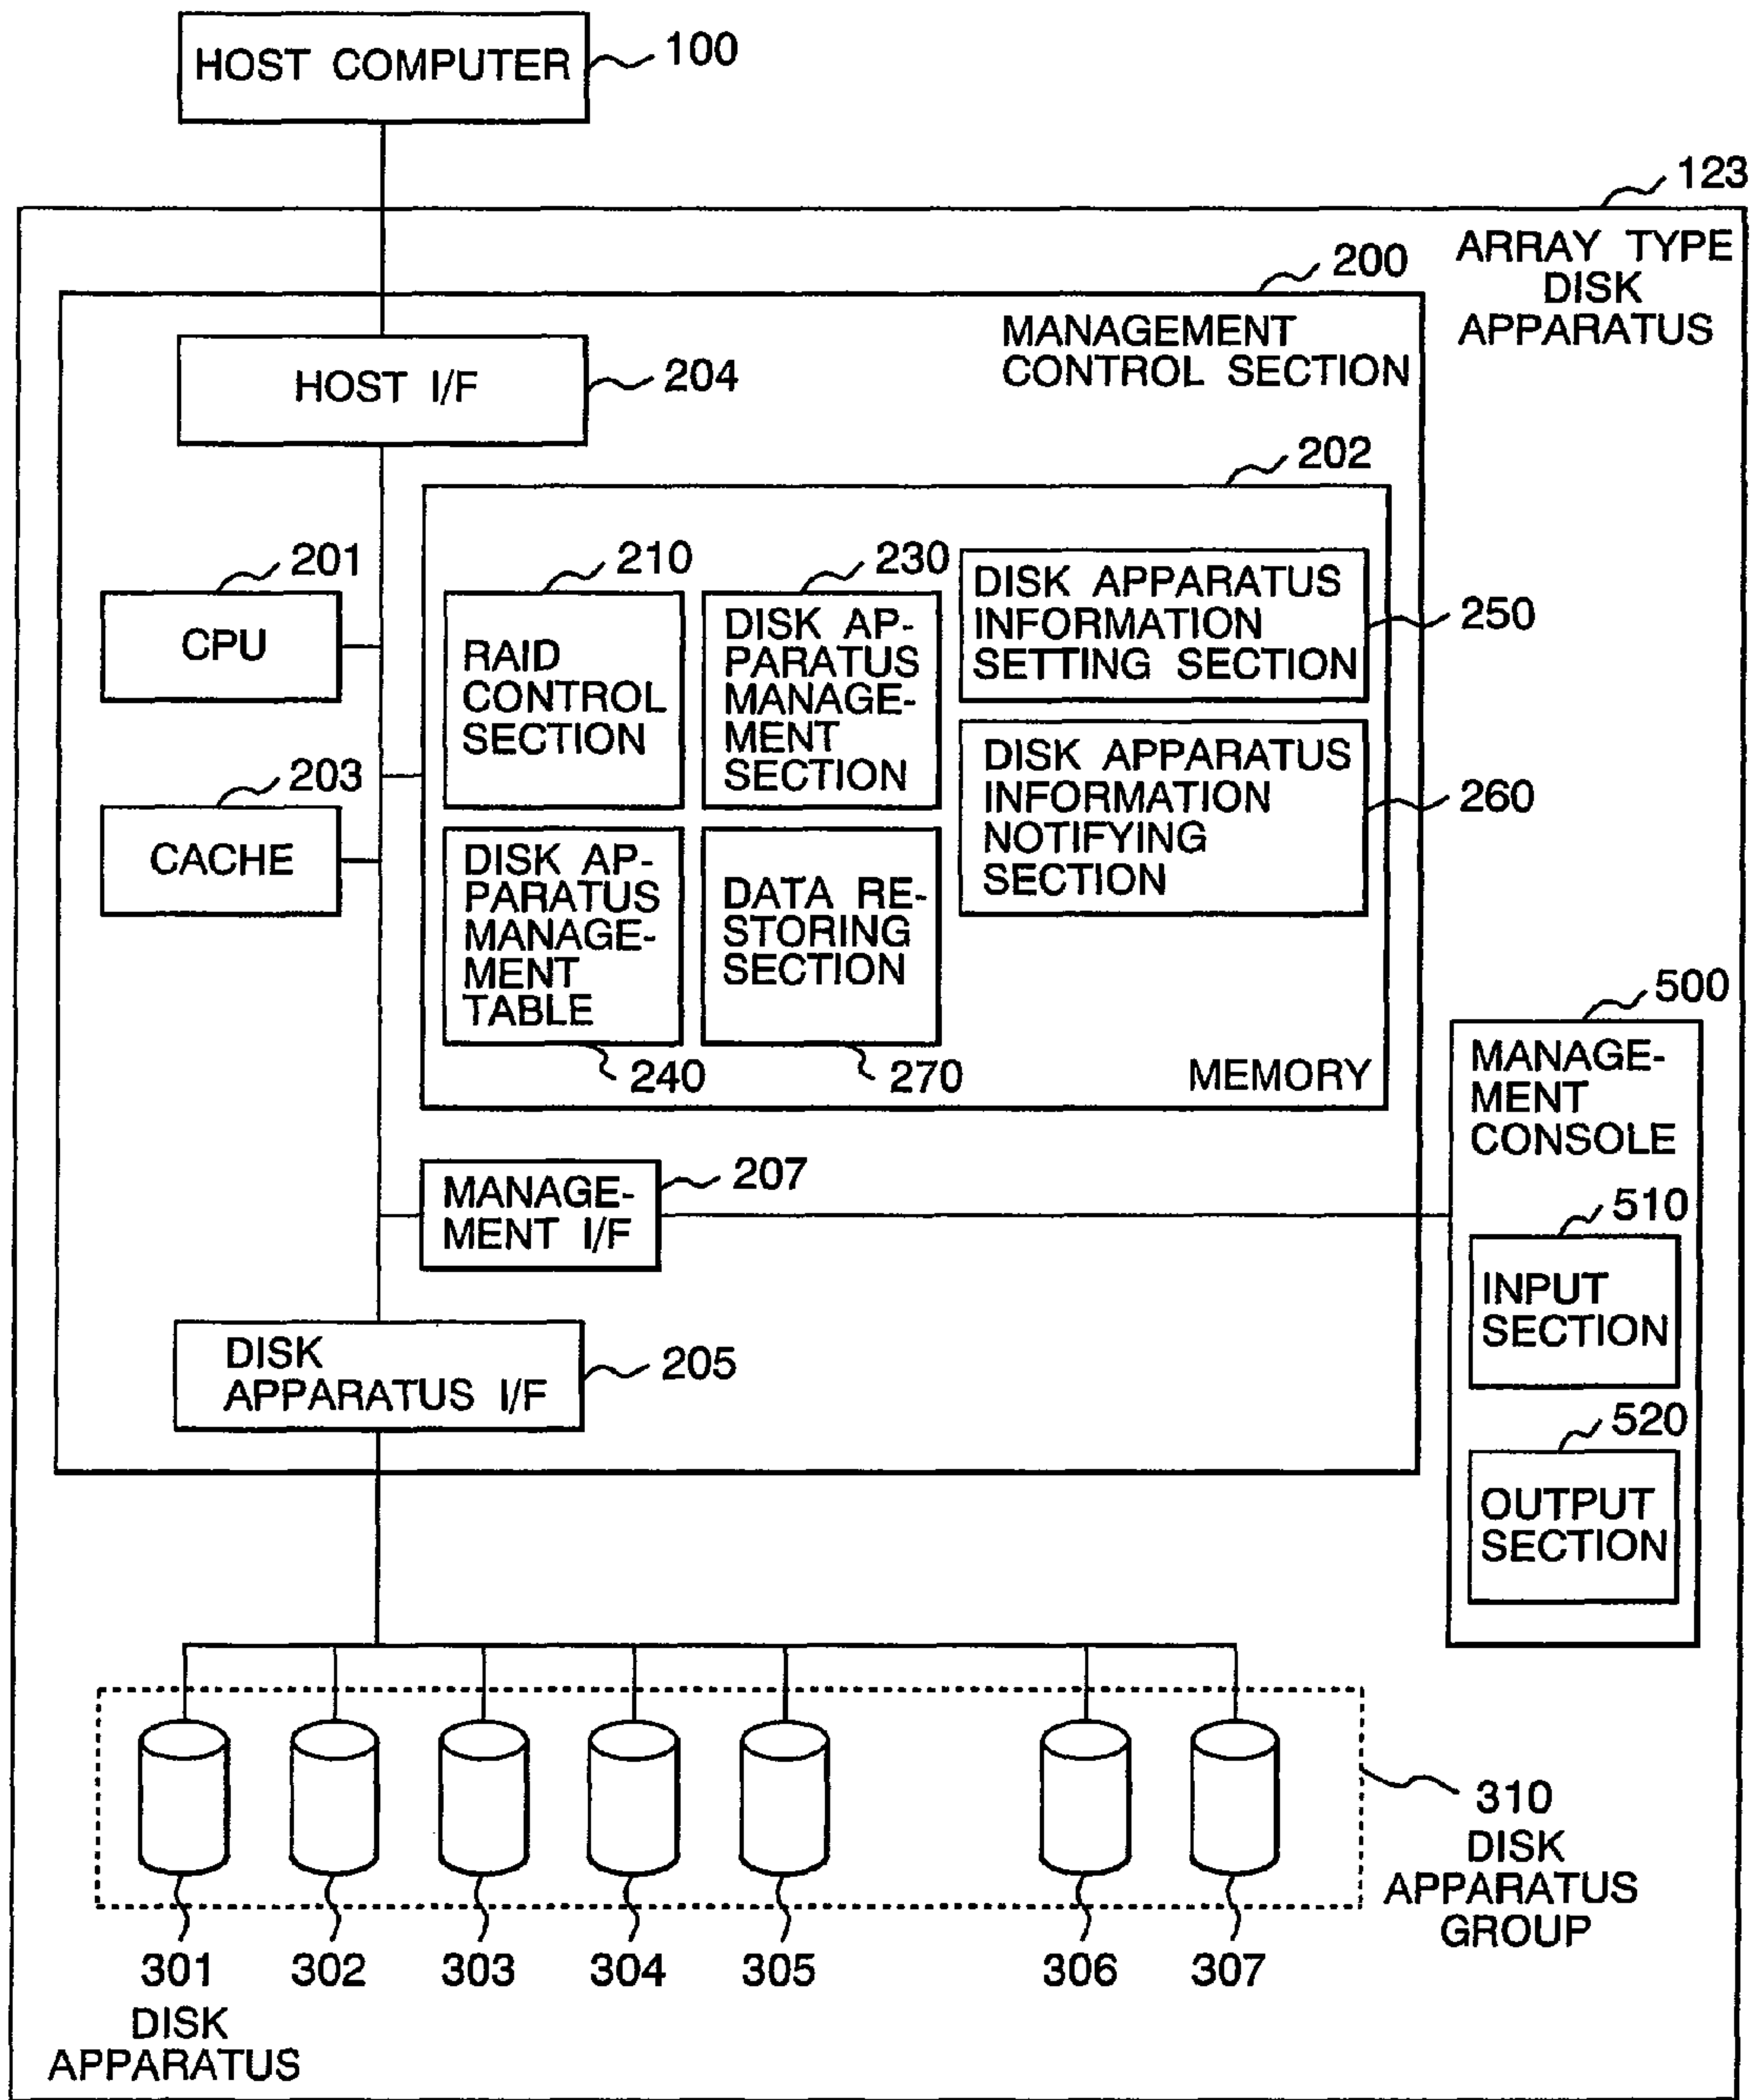 HOST COMPUTER
100
123
ARRAY TYPE
DISK
APPARATUS
200
MANAGEMENT
CONTROL SECTION
HOST I/F
204
202
201
CPU
203
CACHE
210
RAID
CONTROL
SECTION
230
DISK AP-
PARATUS
MANAGE-
MENT
SECTION
DISK APPARATUS
INFORMATION
SETTING SECTION
250
DISK APPARATUS
INFORMATION
NOTIFYING
SECTION
260
DISK AP-
PARATUS
MANAGE-
MENT
TABLE
240
DATA RE-
STORING
SECTION
270
MEMORY
500
MANAGE-
MENT
CONSOLE
510
INPUT
SECTION
520
OUTPUT
SECTION
MANAGE-
MENT I/F
207
DISK
APPARATUS I/F
205
310
DISK
APPARATUS
GROUP
301
302
303
304
305
306
307
DISK
APPARATUS